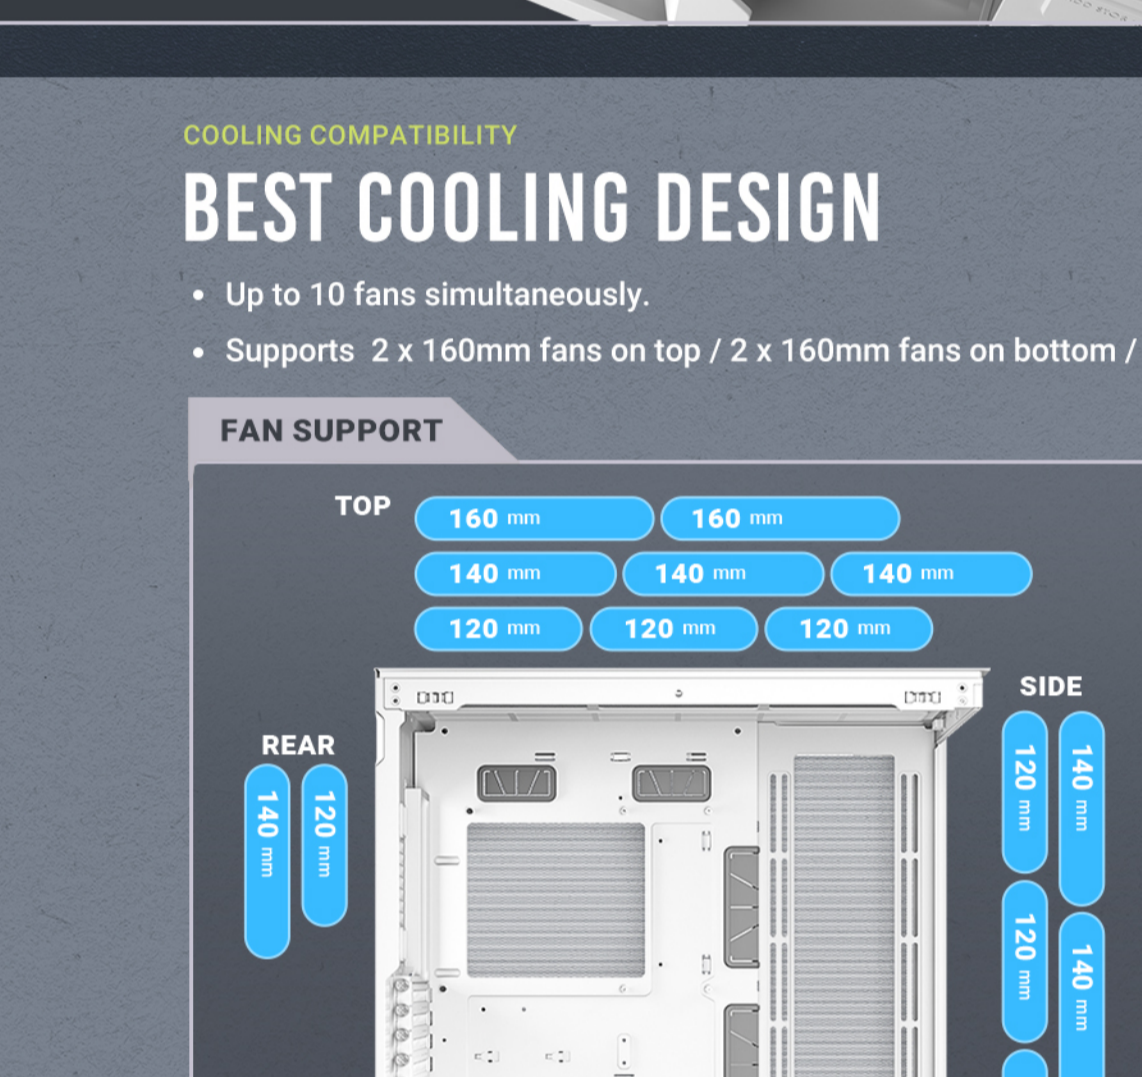 COOLING COMPATIBILITY
BEST COOLING DESIGN
• Up to 10 fans simultaneously.
• Supports 2 x 160mm fans on top / 2 x 160mm fans on bottom /
FAN SUPPORT
TOP
160 mm 160 mm
140 mm 140 mm 140 mm
120 mm 120 mm 120 mm
SIDE
120 mm 140 mm
120 mm 140 mm
REAR
140 mm 120 mm